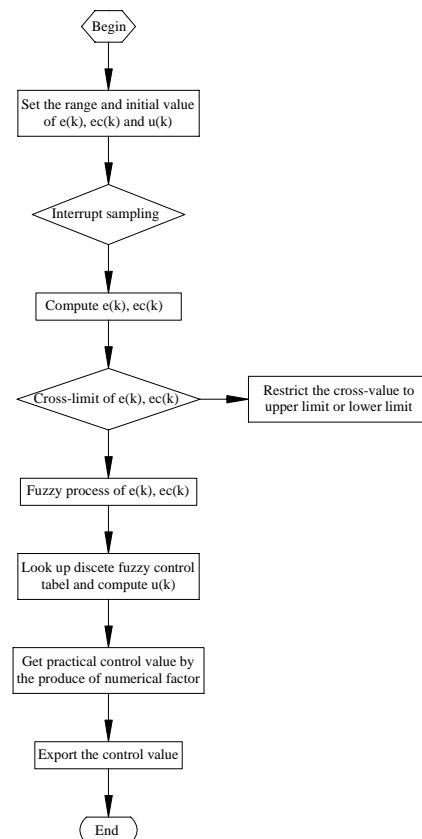 Begin
Set the range and initial value
of e(k), ec(k) and u(k)
Interrupt sampling
Compute e(k), ec(k)
Cross-limit of e(k), ec(k)
Restrict the cross-value to
upper limit or lower limit
Fuzzy process of e(k), ec(k)
Look up discete fuzzy control
tabel and compute u(k)
Get practical control value by
the produce of numerical factor
Export the control value
End